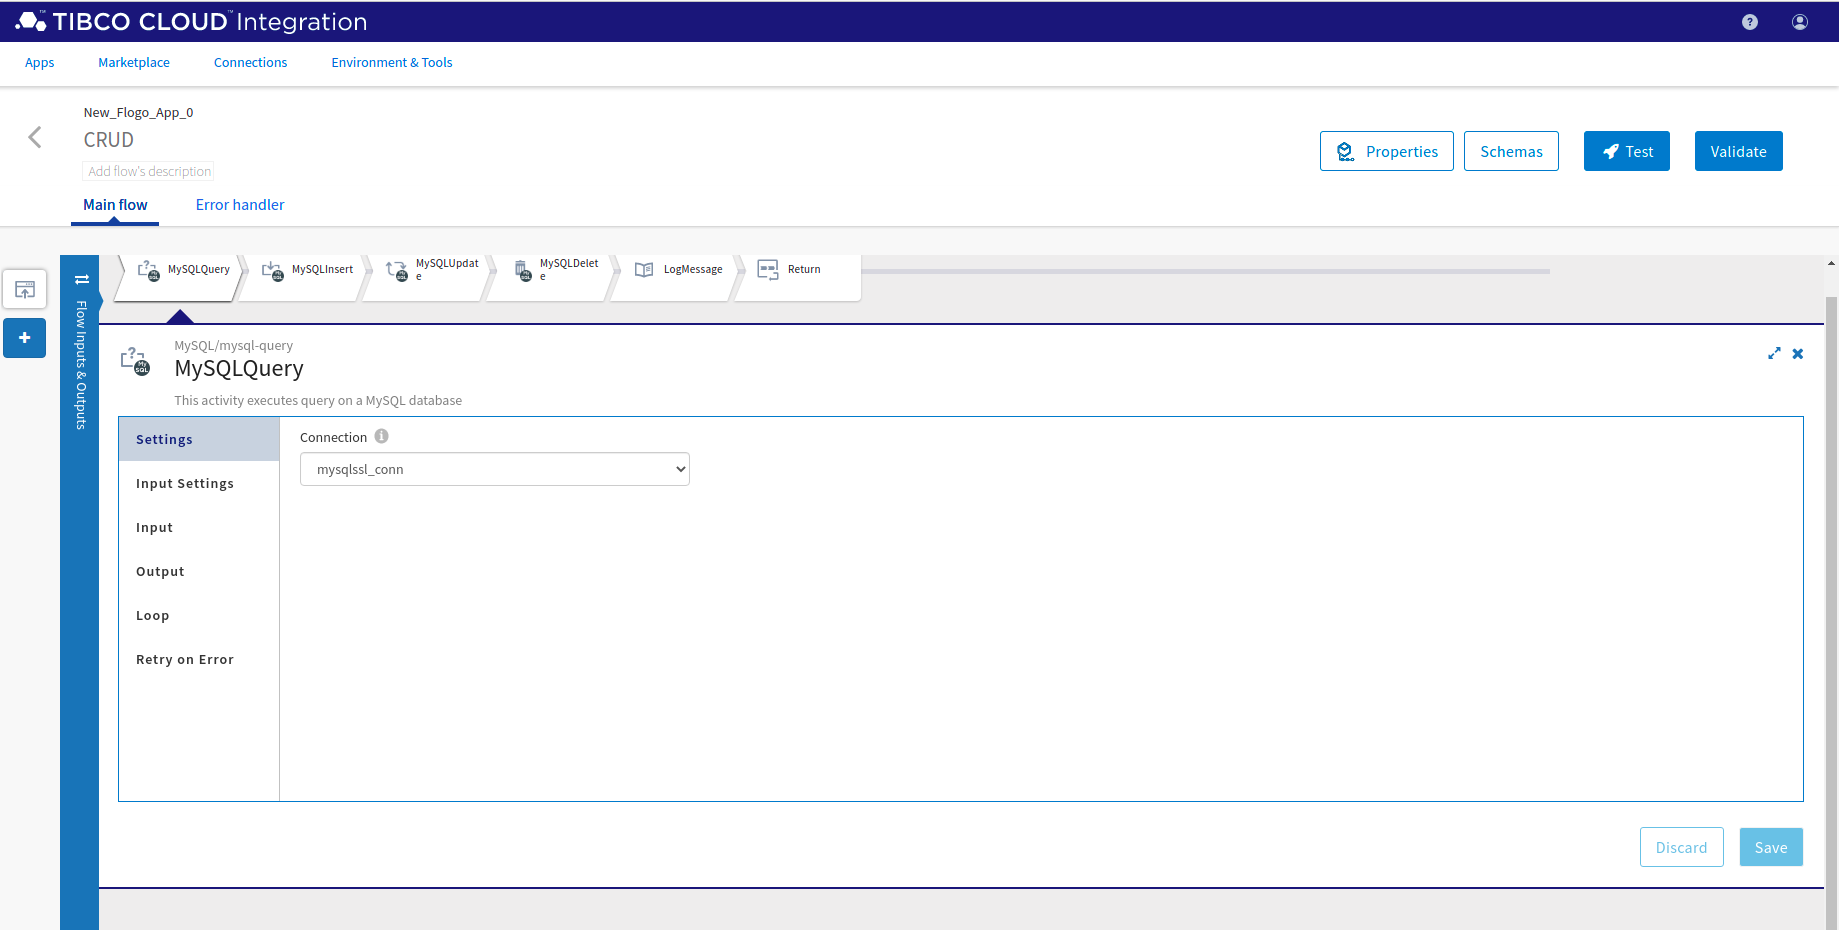 TIBCO CLOUD™ Integration
Apps
Marketplace
Connections
Environment & Tools
New_Flogo_App_0
CRUD
Add flow's description
Properties
Schemas
Test
Validate
Main flow
Error handler
Flow Inputs & Outputs
MySQLQuery
MySQLInsert
MySQLUpdat
e
MySQLDelet
e
LogMessage
Return
MySQL/mysql-query
MySQLQuery
This activity executes query on a MySQL database
Settings
Input Settings
Input
Output
Loop
Retry on Error
Connection
mysqlssl_conn
Discard
Save